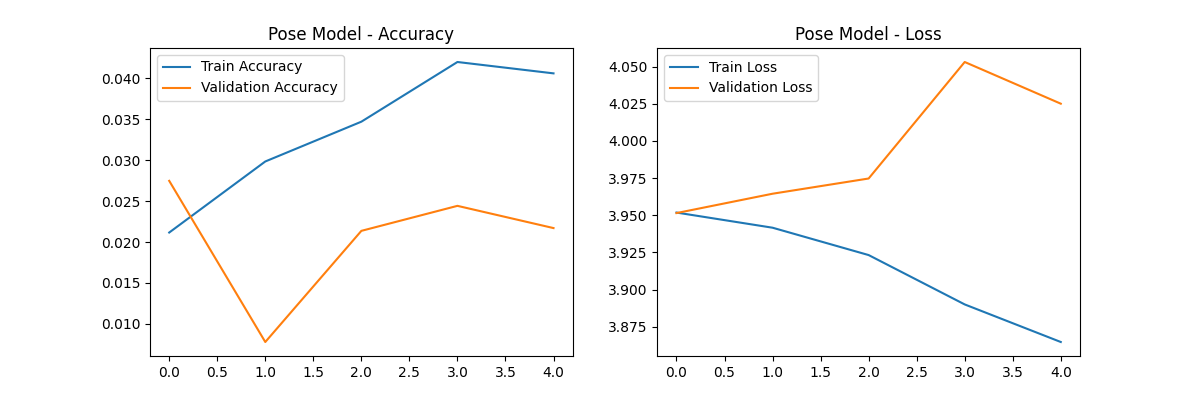 Pose Model - Accuracy
Train Accuracy
Validation Accuracy
0.040
0.035
0.030
0.025
0.020
0.015
0.010
0.0 0.5 1.0 1.5 2.0 2.5 3.0 3.5 4.0
Pose Model - Loss
Train Loss
Validation Loss
4.050
4.025
4.000
3.975
3.950
3.925
3.900
3.875
0.0 0.5 1.0 1.5 2.0 2.5 3.0 3.5 4.0